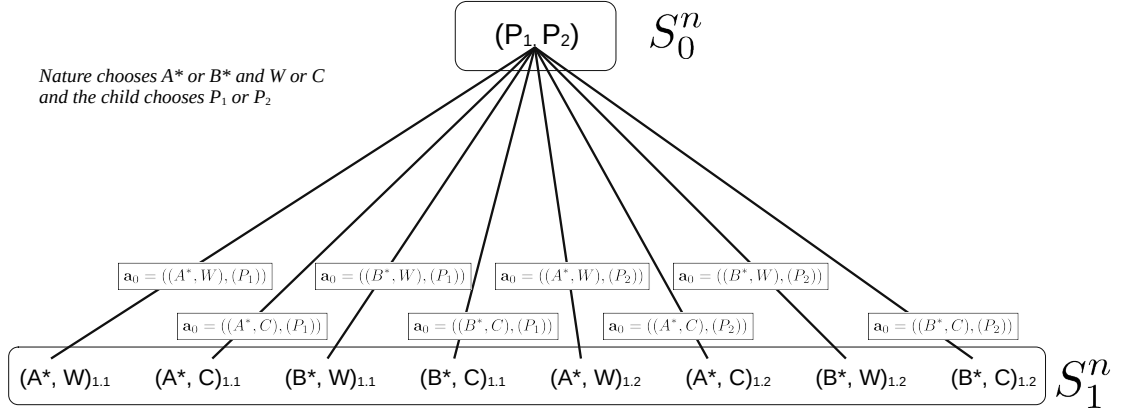 (P₁, P₂)
S₀ⁿ
Nature chooses A* or B* and W or C
and the child chooses P₁ or P₂
a₀ = ((A*, W), (P₁))
a₀ = ((B*, W), (P₁))
a₀ = ((A*, W), (P₂))
a₀ = ((B*, W), (P₂))
a₀ = ((A*, C), (P₁))
a₀ = ((B*, C), (P₁))
a₀ = ((A*, C), (P₂))
a₀ = ((B*, C), (P₂))
(A*, W)₁.₁
(A*, C)₁.₁
(B*, W)₁.₁
(B*, C)₁.₁
(A*, W)₁.₂
(A*, C)₁.₂
(B*, W)₁.₂
(B*, C)₁.₂
S₁ⁿ